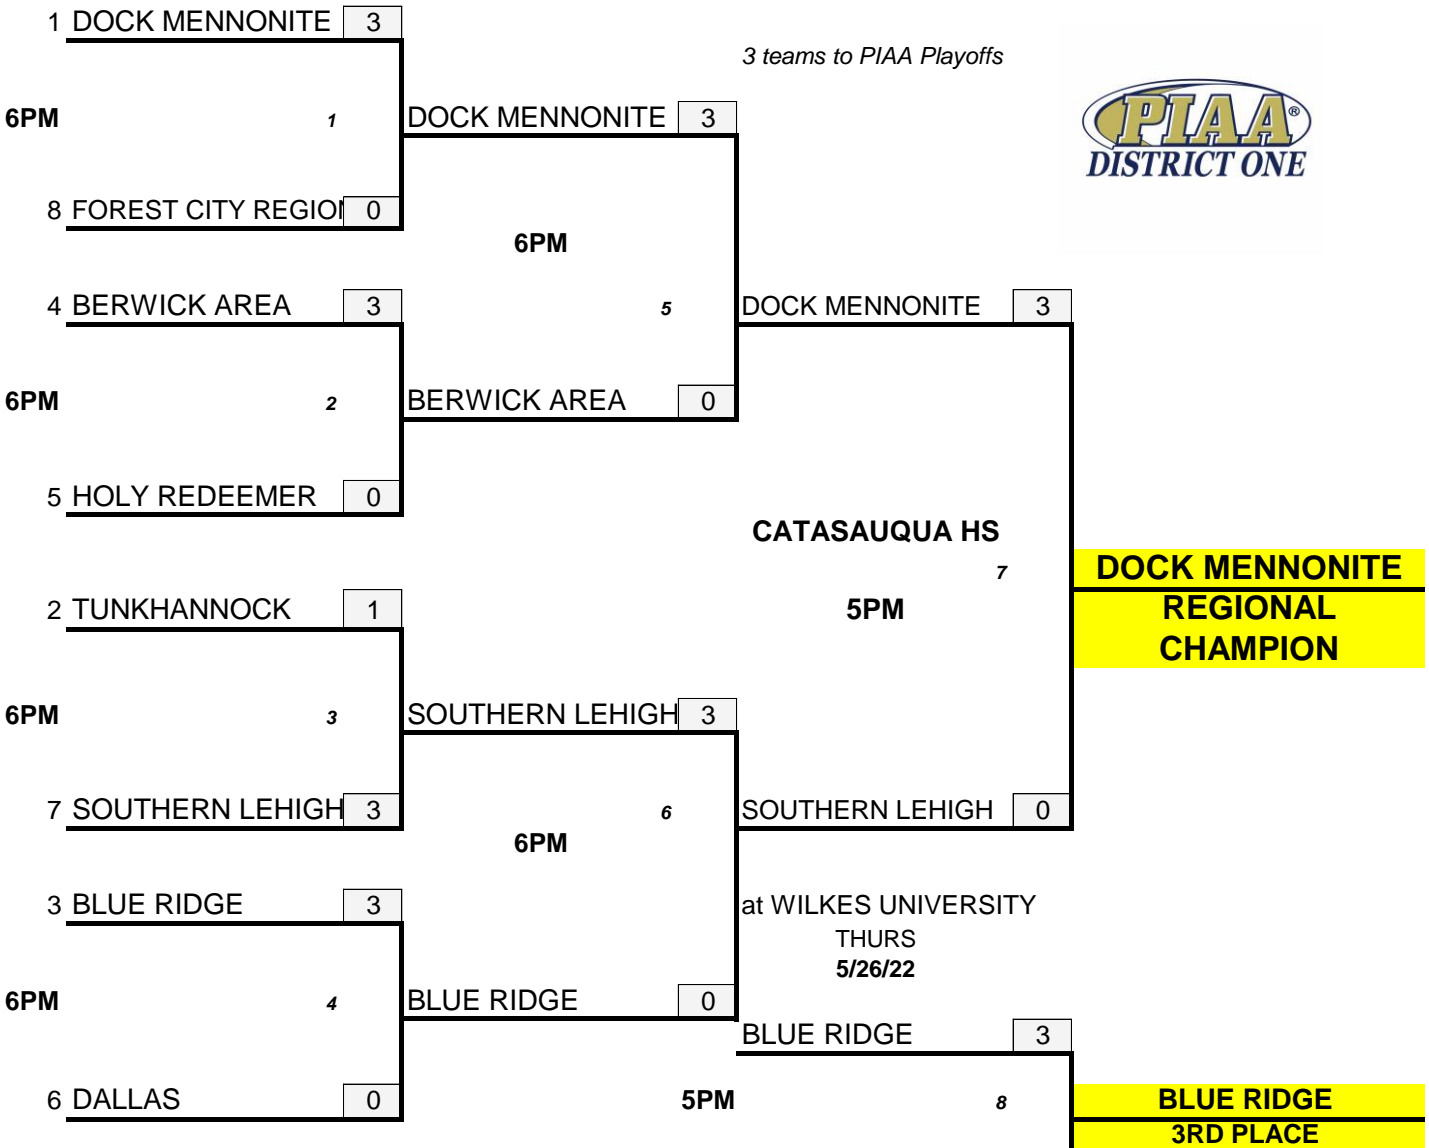 1 DOCK MENNONITE 3
3 teams to PIAA Playoffs
PIAA®
DISTRICT ONE
6PM 1 DOCK MENNONITE 3
8 FOREST CITY REGION 0
6PM
4 BERWICK AREA 3 5 DOCK MENNONITE 3
6PM 2 BERWICK AREA 0
5 HOLY REDEEMER 0
CATASAUQUA HS
7 DOCK MENNONITE
2 TUNKHANNOCK 1 5PM REGIONAL
CHAMPION
6PM 3 SOUTHERN LEHIGH 3
7 SOUTHERN LEHIGH 3 6 SOUTHERN LEHIGH 0
6PM
3 BLUE RIDGE 3 at WILKES UNIVERSITY
THURS
5/26/22
6PM 4 BLUE RIDGE 0
BLUE RIDGE 3
6 DALLAS 0 5PM 8 BLUE RIDGE
3RD PLACE